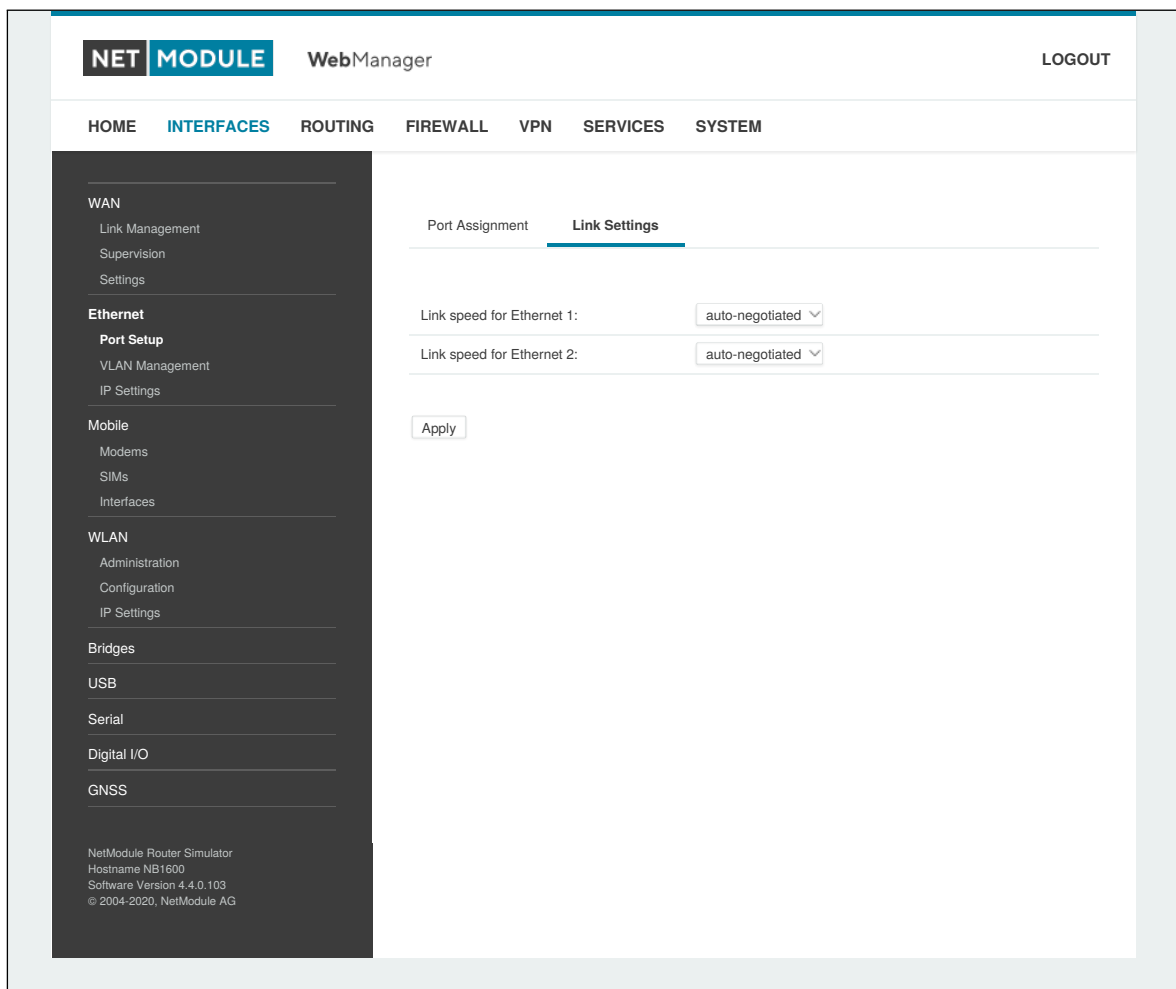 NET MODULE WebManager LOGOUT
HOME INTERFACES ROUTING FIREWALL VPN SERVICES SYSTEM
WAN
Link Management
Supervision
Settings
Ethernet
Port Setup
VLAN Management
IP Settings
Mobile
Modems
SIMs
Interfaces
WLAN
Administration
Configuration
IP Settings
Bridges
USB
Serial
Digital I/O
GNSS
NetModule Router Simulator
Hostname NB1600
Software Version 4.4.0.103
© 2004-2020, NetModule AG
Port Assignment Link Settings
Link speed for Ethernet 1: auto-negotiated
Link speed for Ethernet 2: auto-negotiated
Apply